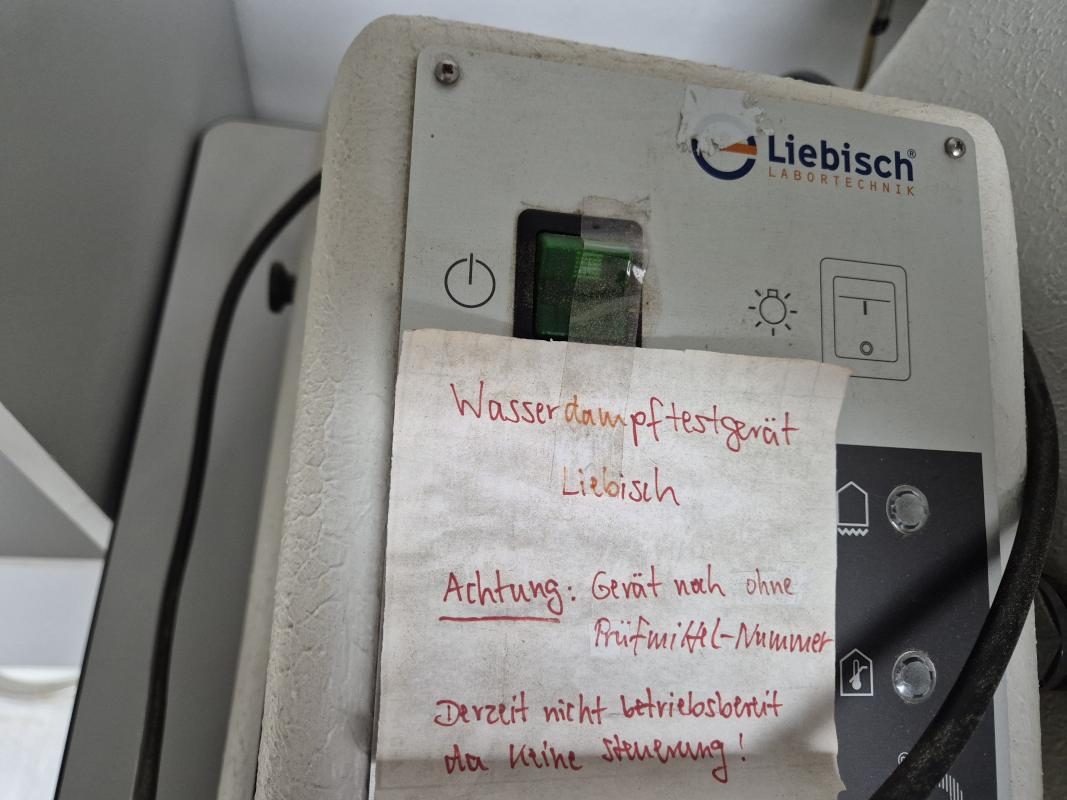 Liebisch®
LABORTECHNIK
Wasserdampftestgerät
Liebisch
Achtung: Gerät noch ohne
Prüfmittel-Nummer
Derzeit nicht betriebsbereit
da keine Steuerung!